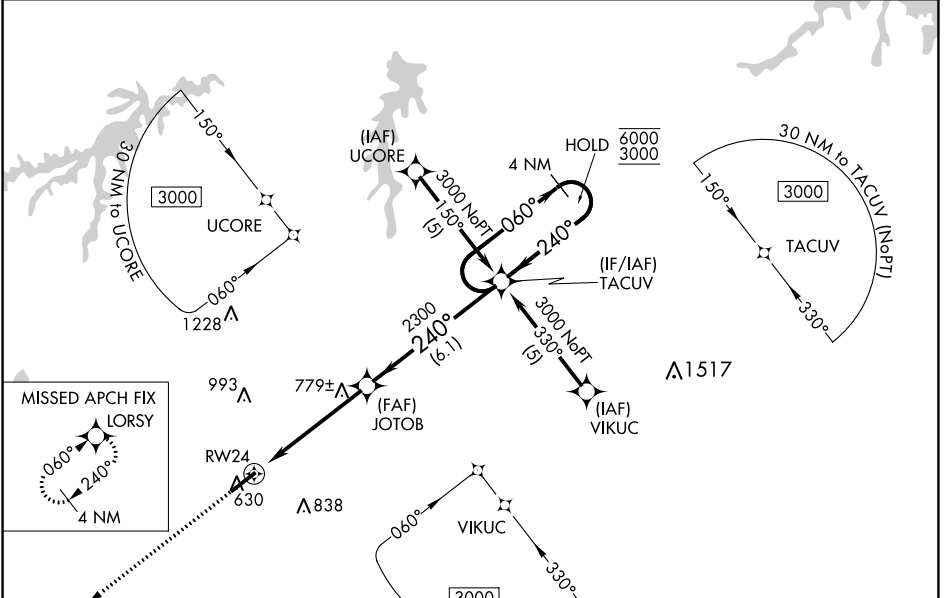 30 NM to UCORE
150°
3000
UCORE
060°
1228
(IAF)
UCORE
3000 NoPT
150°
(5)
4 NM
HOLD
6000
3000
060°
240°
(IF/IAF)
TACUV
30 NM to TACUV (NoPT)
150°
3000
TACUV
330°
2300
240°
(6.1)
3000 NoPT
330°
(5)
(IAF)
VIKUC
1517
993
779±
(FAF)
JOTOB
MISSED APCH FIX
LORSY
060°
240°
4 NM
RW24
630
838
060°
VIKUC
330°
3000